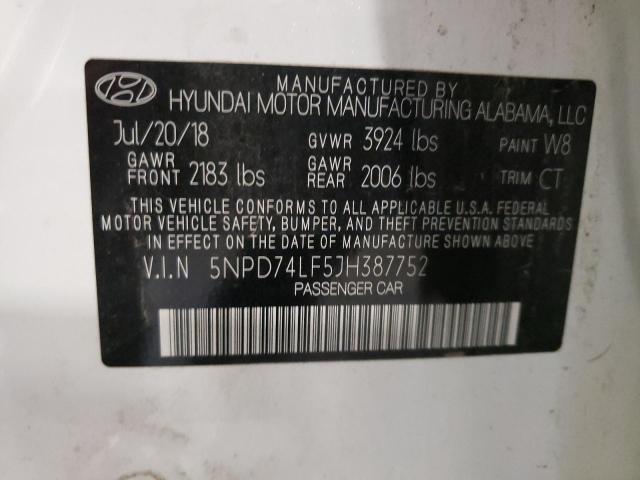 MANUFACTURED BY
HYUNDAI MOTOR MANUFACTURING ALABAMA, LLC
Jul/20/18 GVWR 3924 lbs PAINT W8
GAWR FRONT 2183 lbs GAWR REAR 2006 lbs TRIM CT
THIS VEHICLE CONFORMS TO ALL APPLICABLE U.S.A. FEDERAL
MOTOR VEHICLE SAFETY, BUMPER, AND THEFT PREVENTION STANDARDS
IN EFFECT ON THE DATE OF MANUFACTURE SHOWN ABOVE
V.I.N 5NPD74LF5JH387752
PASSENGER CAR